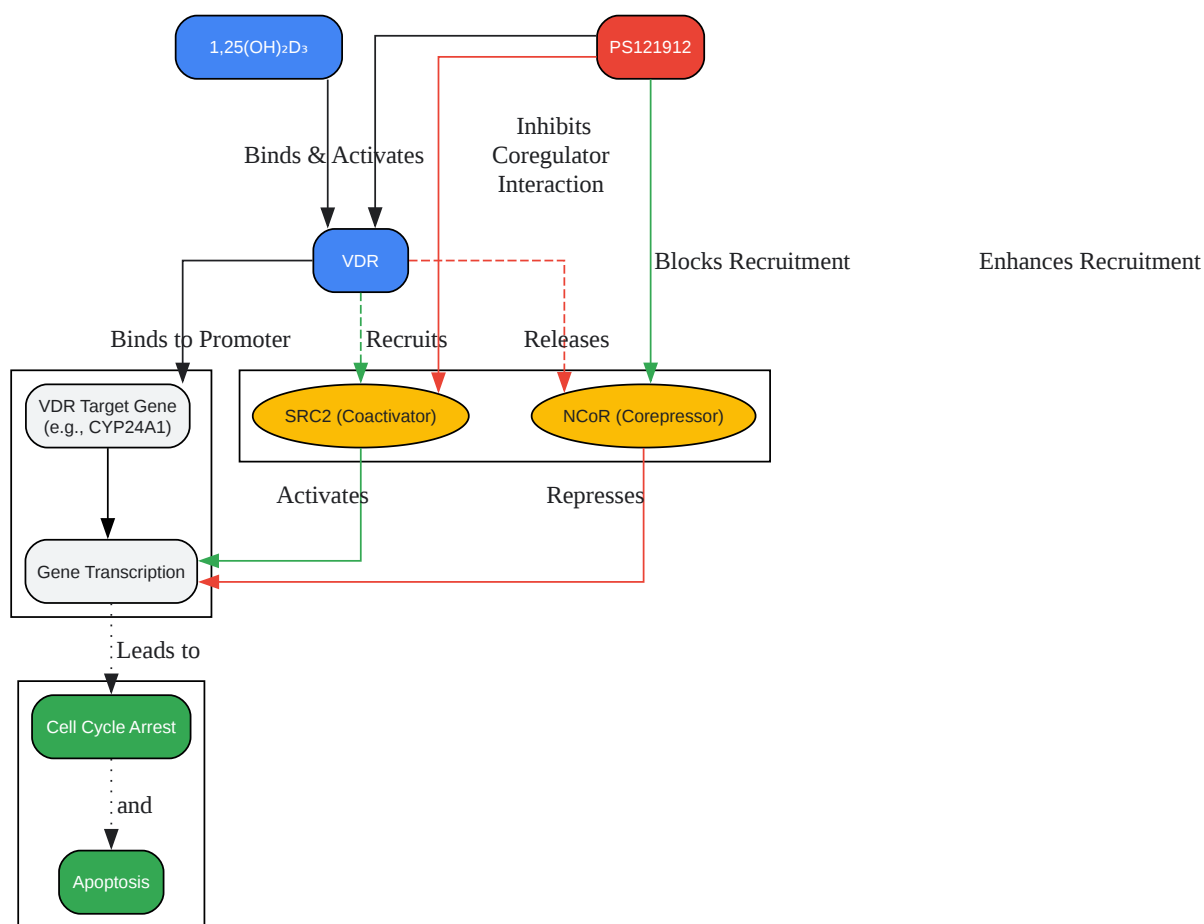 1,25(OH)₂D₃
PS121912
Inhibits
Coregulator
Interaction
Binds & Activates
VDR
Blocks Recruitment
Enhances Recruitment
Binds to Promoter
Recruits
Releases
VDR Target Gene
(e.g., CYP24A1)
SRC2 (Coactivator)
NCoR (Corepressor)
Activates
Represses
Gene Transcription
Leads to
Cell Cycle Arrest
and
Apoptosis